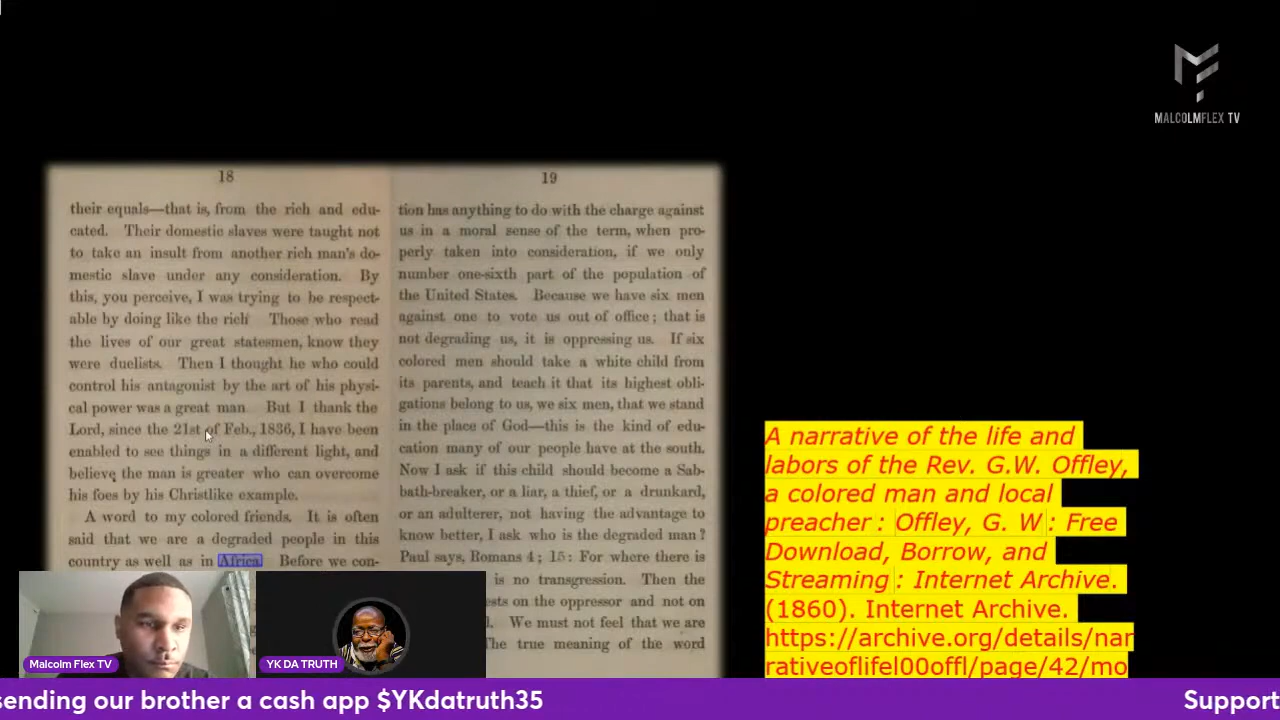 MALCOLMFLEX TV
18
their equals—that is, from the rich and edu-
cated. Their domestic slaves were taught not
to take an insult from another rich man's do-
mestic slave under any consideration. By
this, you perceive, I was trying to be respect-
able by doing like the rich Those who read
the lives of our great statesmen, know they
were duelists. Then I thought he who could
control his antagonist by the art of his physi-
cal power was a great man But I thank the
Lord, since the 21st of Feb., 1836, I have been
enabled to see things in a different light, and
believe the man is greater who can overcome
his foes by his Christlike example.
A word to my colored friends. It is often
said that we are a degraded people in this
country as well as in Africa. Before we con-
19
tion has anything to do with the charge against
us in a moral sense of the term, when pro-
perly taken into consideration, if we only
number one-sixth part of the population of
the United States. Because we have six men
against one to vote us out of office; that is
not degrading us, it is oppressing us. If six
colored men should take a white child from
its parents, and teach it that its highest obli-
gations belong to us, we six men, that we stand
in the place of God—this is the kind of edu-
cation many of our people have at the south.
Now I ask if this child should become a Sab-
bath-breaker, or a liar, a thief, or a drunkard,
or an adulterer, not having the advantage to
know better, I ask who is the degraded man?
Paul says, Romans 4; 15: For where there is
is no transgression. Then the
on the oppressor and not on
We must not feel that we are
The true meaning of the word
A narrative of the life and
labors of the Rev. G.W. Offley,
a colored man and local
preacher : Offley, G. W : Free
Download, Borrow, and
Streaming : Internet Archive.
(1860). Internet Archive.
https://archive.org/details/nar
rativeoflifel00offl/page/42/mo
Malcolm Flex TV
YK DA TRUTH
sending our brother a cash app $YKdatruth35
Support